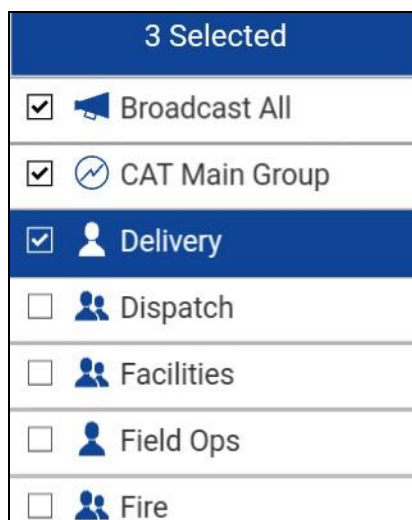 3 Selected
Broadcast All
CAT Main Group
Delivery
Dispatch
Facilities
Field Ops
Fire